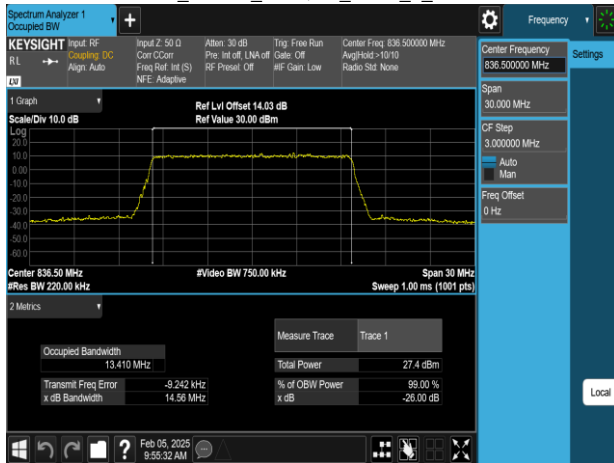 Spectrum Analyzer 1
Occupied BW
Frequency
KEYSIGHT
RL
LXI
Input: RF
Coupling: DC
Align: Auto
Input Z: 50 Ω
Corr CCorr
Freq Ref: Int (S)
NFE: Adaptive
Atten: 30 dB
Pre: Int off, LNA off
RF Preset: Off
Trig: Free Run
Gate: Off
#IF Gain: Low
Center Freq: 836.500000 MHz
Avg|Hold:>10/10
Radio Std: None
Center Frequency
836.500000 MHz
Settings
Span
30.000 MHz
CF Step
3.000000 MHz
Auto
Man
Freq Offset
0 Hz
1 Graph
Scale/Div 10.0 dB
Ref Lvl Offset 14.03 dB
Ref Value 30.00 dBm
Log
20.0
10.0
0.00
-10.0
-20.0
-30.0
-40.0
-50.0
-60.0
Center 836.50 MHz
#Video BW 750.00 kHz
Span 30 MHz
#Res BW 220.00 kHz
Sweep 1.00 ms (1001 pts)
2 Metrics
Measure Trace
Trace 1
Occupied Bandwidth
13.410 MHz
Total Power
27.4 dBm
Transmit Freq Error
-9.242 kHz
% of OBW Power
99.00 %
x dB Bandwidth
14.56 MHz
x dB
-26.00 dB
Local
?
Feb 05, 2025
9:55:32 AM